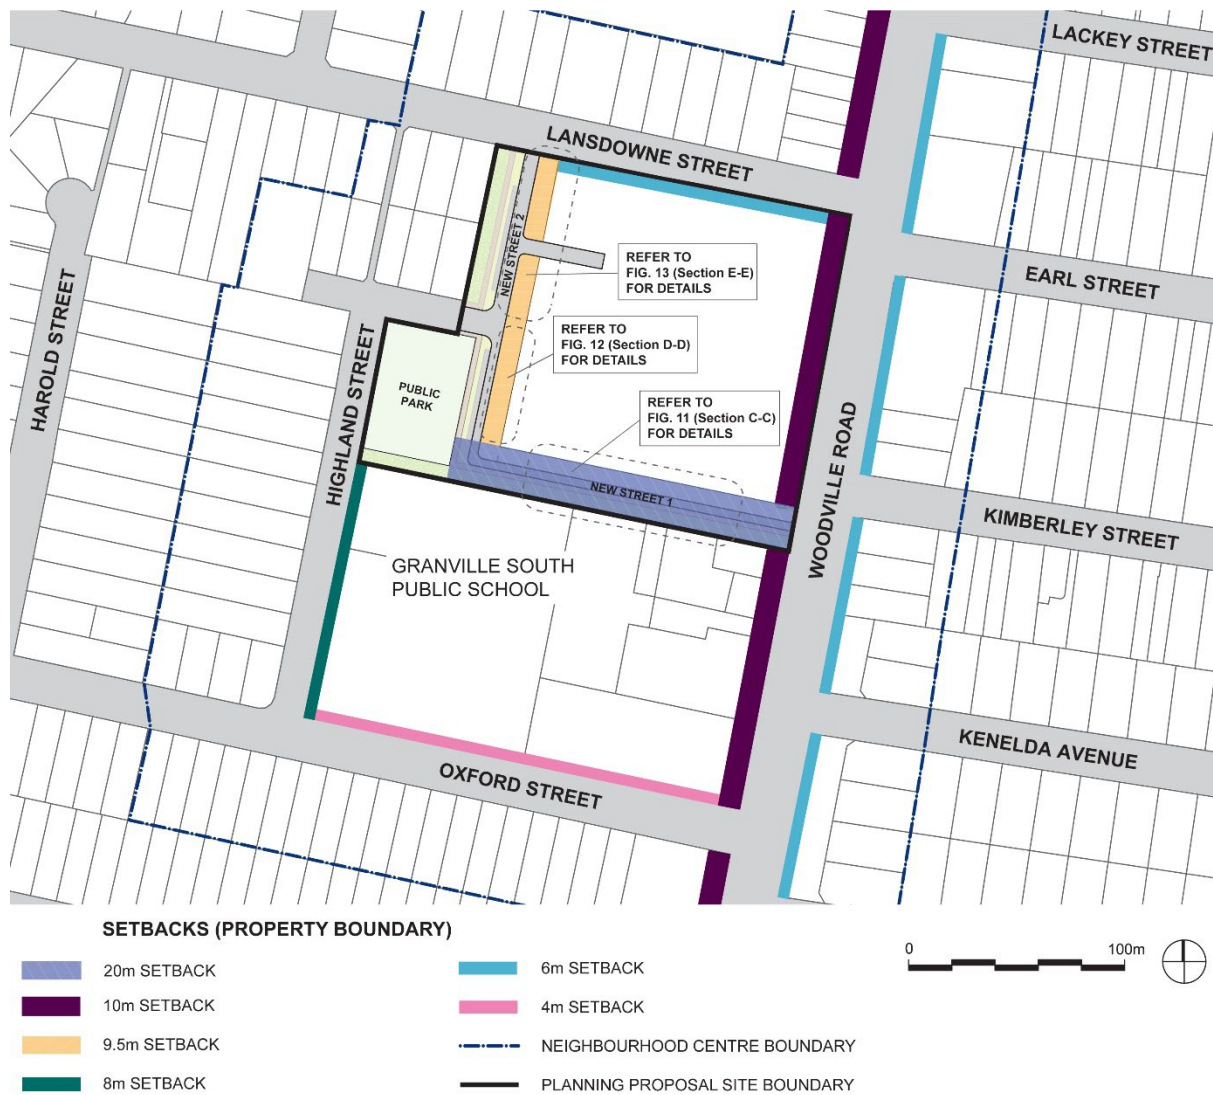 LACKEY STREET
LANSDOWNE STREET
NEW STREET 2
REFER TO
FIG. 13 (Section E-E)
FOR DETAILS
EARL STREET
REFER TO
FIG. 12 (Section D-D)
FOR DETAILS
HAROLD STREET
HIGHLAND STREET
PUBLIC
PARK
REFER TO
FIG. 11 (Section C-C)
FOR DETAILS
WOODVILLE ROAD
NEW STREET 1
KIMBERLEY STREET
GRANVILLE SOUTH
PUBLIC SCHOOL
KENELDA AVENUE
OXFORD STREET
SETBACKS (PROPERTY BOUNDARY)
20m SETBACK
10m SETBACK
9.5m SETBACK
8m SETBACK
6m SETBACK
4m SETBACK
NEIGHBOURHOOD CENTRE BOUNDARY
PLANNING PROPOSAL SITE BOUNDARY
0 100m